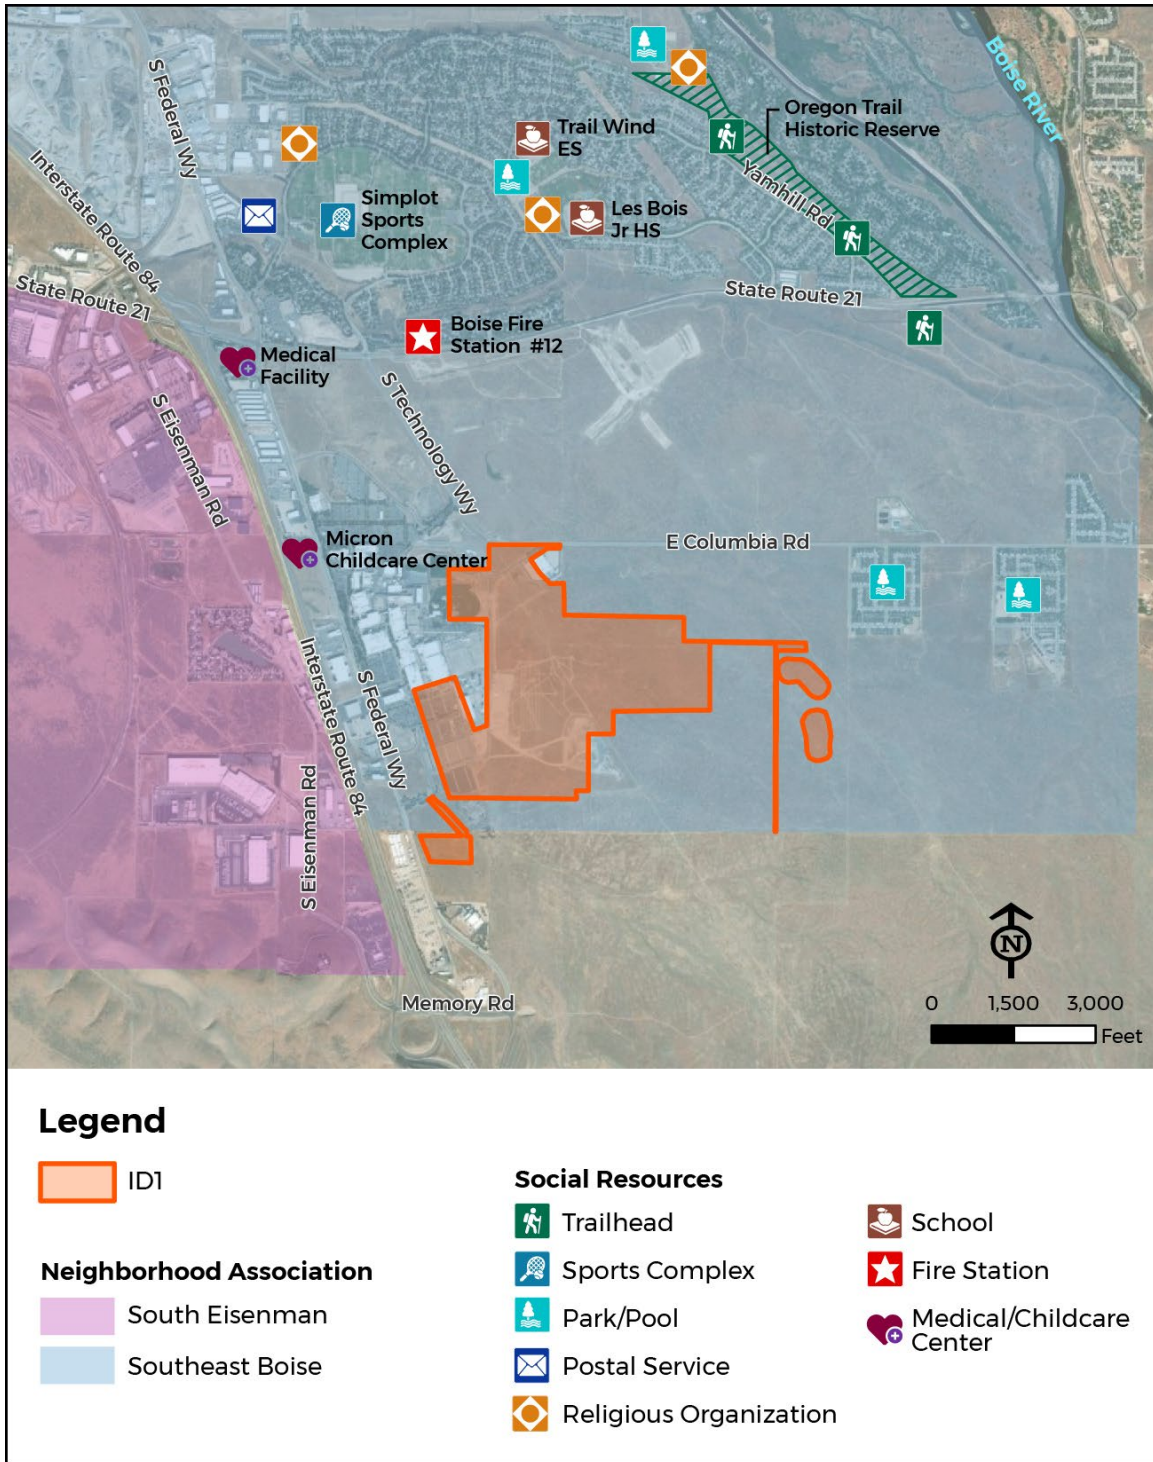 Boise River
S Federal Wy
Interstate Route 84
Trail Wind
ES
Oregon Trail
Historic Reserve
Yamhill Rd
Simplot
Sports
Complex
Les Bois
Jr HS
State Route 21
State Route 21
Boise Fire
Station #12
Medical
Facility
S Technology Wy
S Eisenman Rd
Micron
Childcare Center
E Columbia Rd
Interstate Route 84
S Federal Wy
S Eisenman Rd
Memory Rd
N
0 1,500 3,000
Feet
Legend
ID1
Neighborhood Association
South Eisenman
Southeast Boise
Social Resources
Trailhead
Sports Complex
Park/Pool
Postal Service
Religious Organization
School
Fire Station
Medical/Childcare
Center